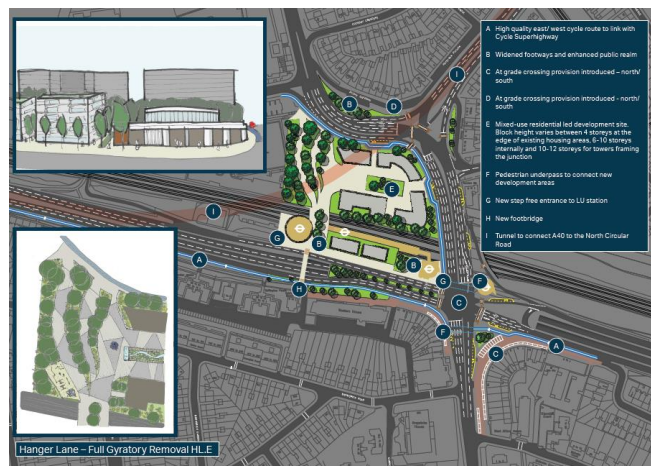 A High quality east/ west cycle route to link with
Cycle Superhighway
B Widened footways and enhanced public realm
C At grade crossing provision introduced – north/
south
D At grade crossing provision introduced - north/
south
E Mixed-use residential led development site.
Block height varies between 4 storeys at the
edge of existing housing areas, 6-10 storeys
internally and 10-12 storeys for towers framing
the junction
F Pedestrian underpass to connect new
development areas
G New step free entrance to LU station
H New footbridge
I Tunnel to connect A40 to the North Circular
Road
I
B
D
E
I
G
B
A
B
G
F
H
C
F
C
A
Hanger Lane – Full Gyratory Removal HL.E